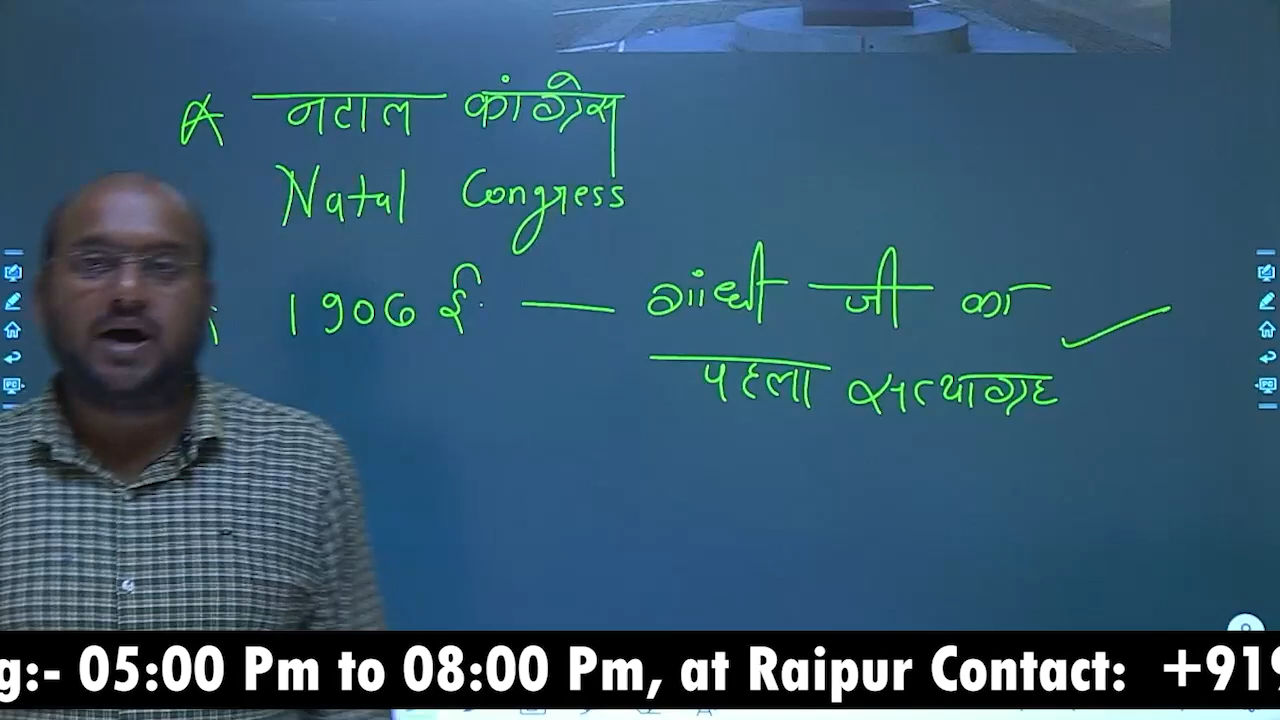 नटाल कांग्रेस
Natal Congress
1906 ई. — गांधी जी का
पहला सत्याग्रह
g:- 05:00 Pm to 08:00 Pm, at Raipur Contact: +919